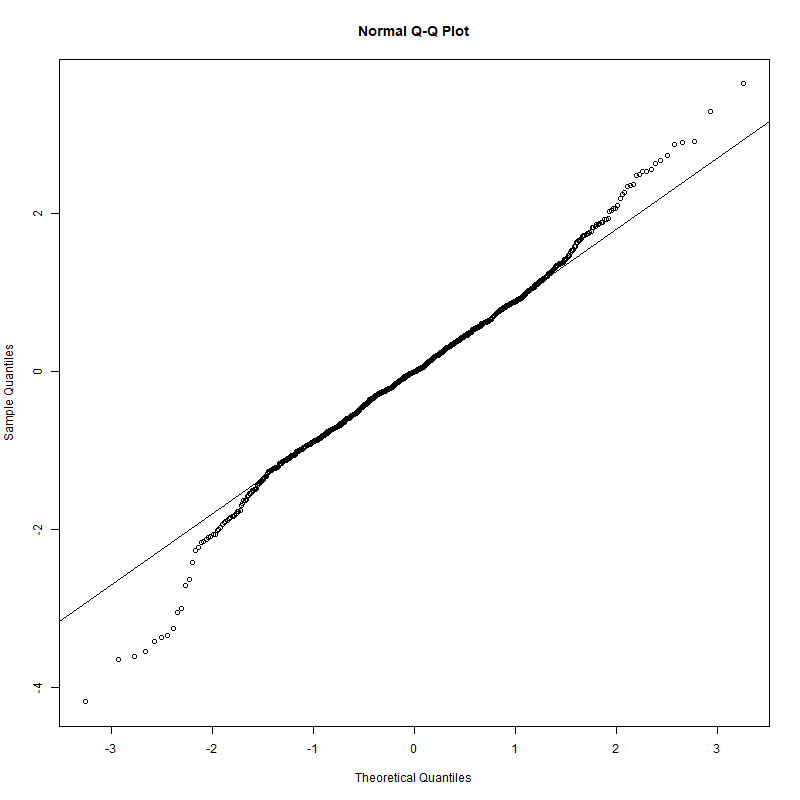 Normal Q-Q Plot
Sample Quantiles
2
0
-2
-4
-3 -2 -1 0 1 2 3
Theoretical Quantiles